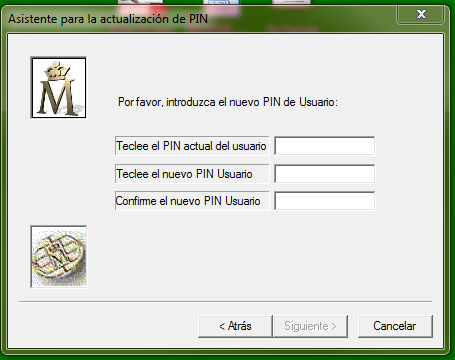 Asistente para la actualización de PIN
Por favor, introduzca el nuevo PIN de Usuario:
Teclee el PIN actual del usuario
Teclee el nuevo PIN Usuario
Confirme el nuevo PIN Usuario
< Atrás
Siguiente >
Cancelar